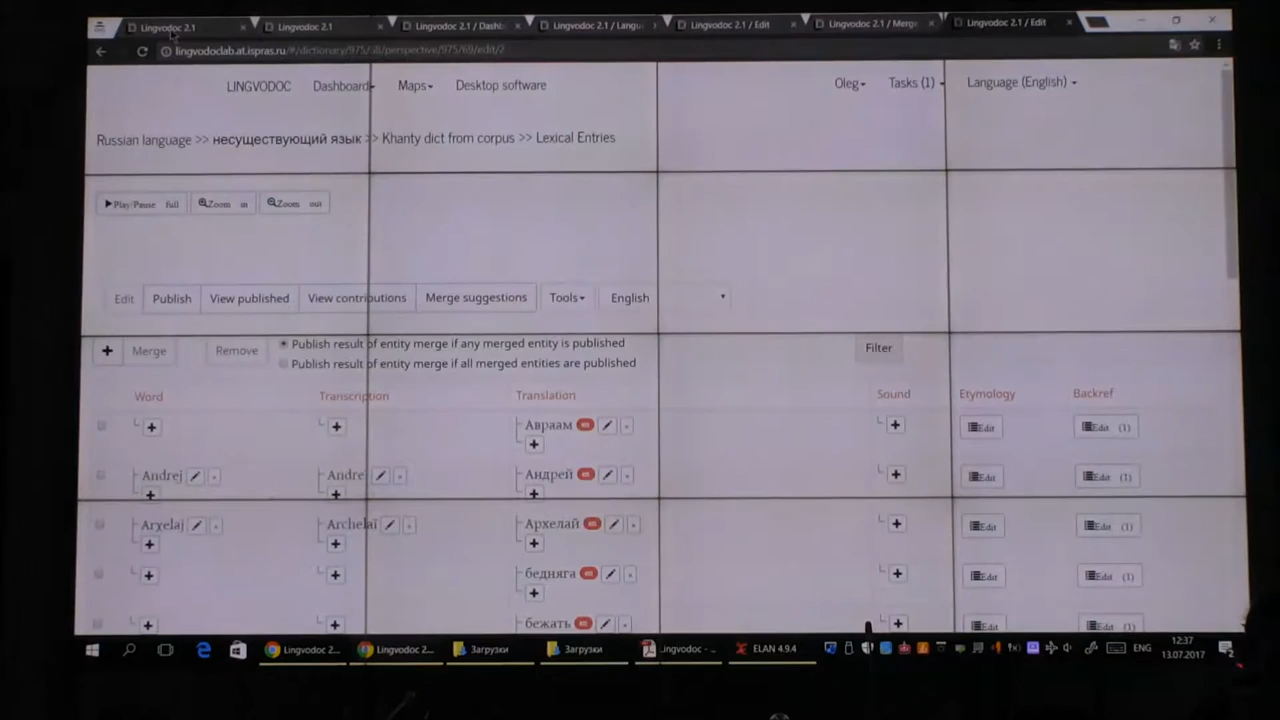 Lingvodoc 2.1 Lingvodoc 2.1 Lingvodoc 2.1 / Dashb Lingvodoc 2.1 / Langu Lingvodoc 2.1 / Edit Lingvodoc 2.1 / Merg Lingvodoc 2.1 / Edit
LINGVODOC Dashboard Maps Desktop software Oleg Tasks (1) Language (English)
Russian language >> несуществующий язык >> Khanty dict from corpus >> Lexical Entries
Play/Pause full Zoom in Zoom out
Edit Publish View published View contributions Merge suggestions Tools English
Merge Remove Publish result of entity merge if any merged entity is published Filter
Publish result of entity merge if all merged entities are published
Word Transcription Translation Sound Etymology Backref
Авраам Edit Edit (1)
Andrej Andre Андрей Edit Edit (1)
Arxelaj Archelai Архелай Edit Edit (1)
бедняга Edit Edit (1)
бежать Edit Edit (1)
Lingvodoc 2... Lingvodoc 2... Загрузки Загрузки Lingvodoc - ... ELAN 4.9.4 ENG 12:37
13.07.2017